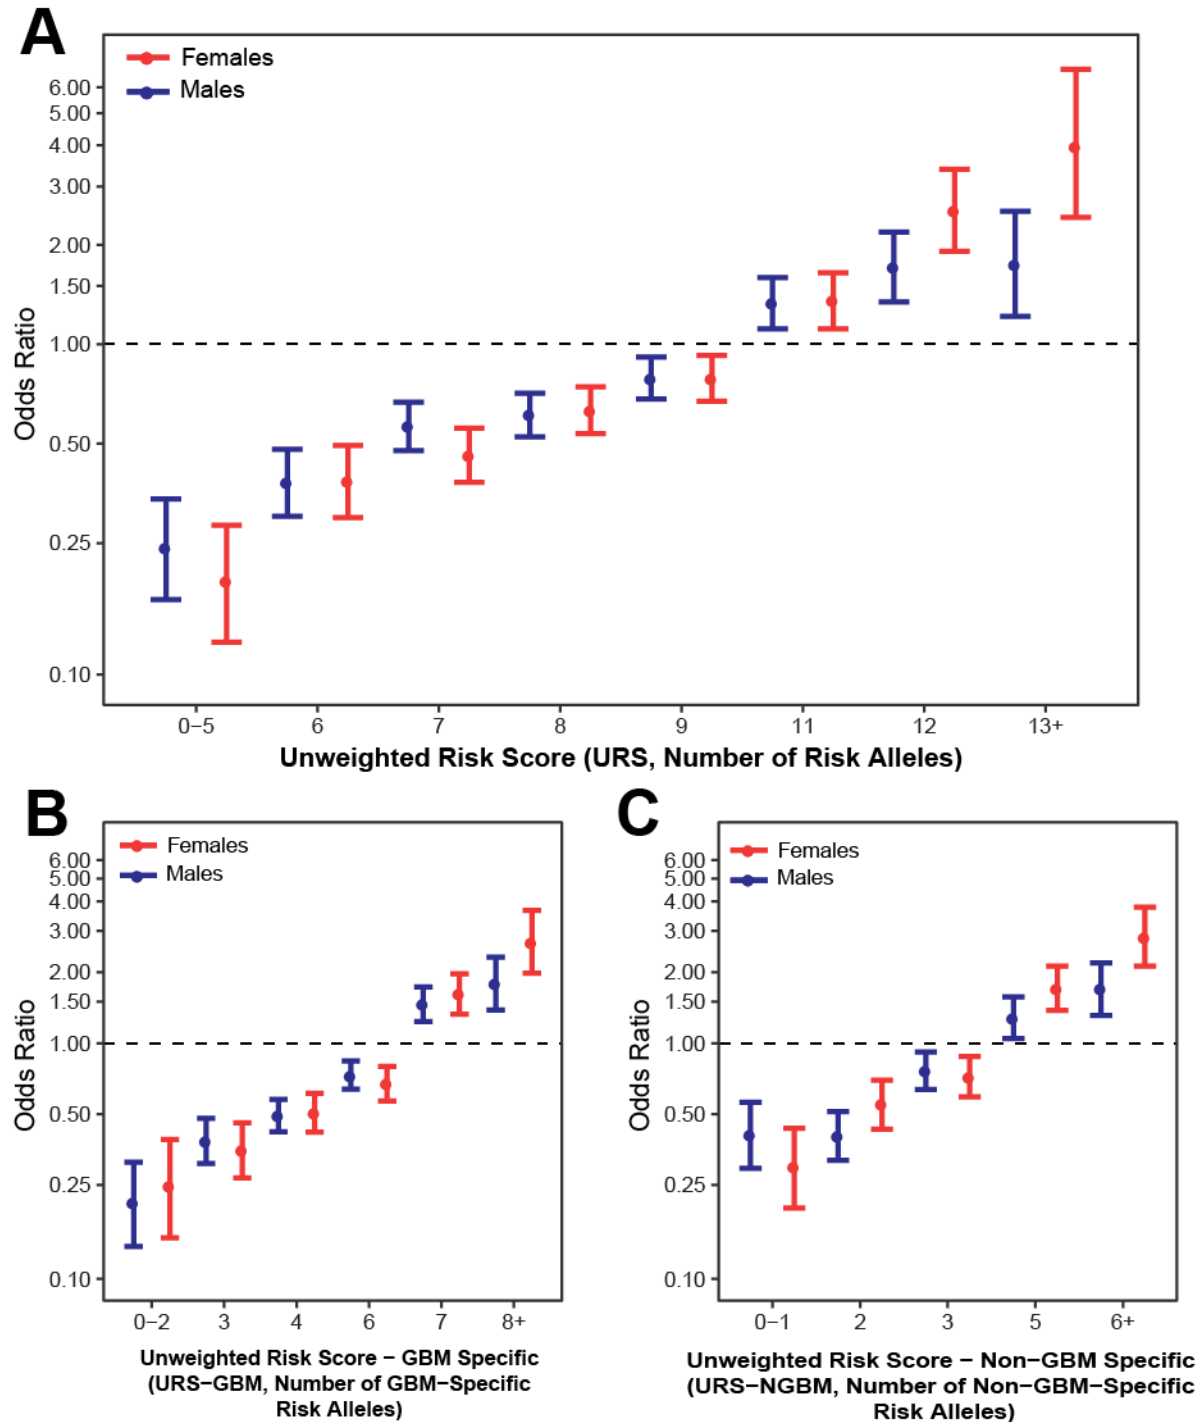 A
Females
Males
6.00
5.00
4.00
3.00
2.00
1.50
1.00
0.50
0.25
0.10
Odds Ratio
0−5 6 7 8 9 11 12 13+
Unweighted Risk Score (URS, Number of Risk Alleles)
B
Females
Males
6.00
5.00
4.00
3.00
2.00
1.50
1.00
0.50
0.25
0.10
Odds Ratio
0−2 3 4 6 7 8+
Unweighted Risk Score − GBM Specific
(URS−GBM, Number of GBM−Specific
Risk Alleles)
C
Females
Males
6.00
5.00
4.00
3.00
2.00
1.50
1.00
0.50
0.25
0.10
Odds Ratio
0−1 2 3 5 6+
Unweighted Risk Score − Non−GBM Specific
(URS−NGBM, Number of Non−GBM−Specific
Risk Alleles)